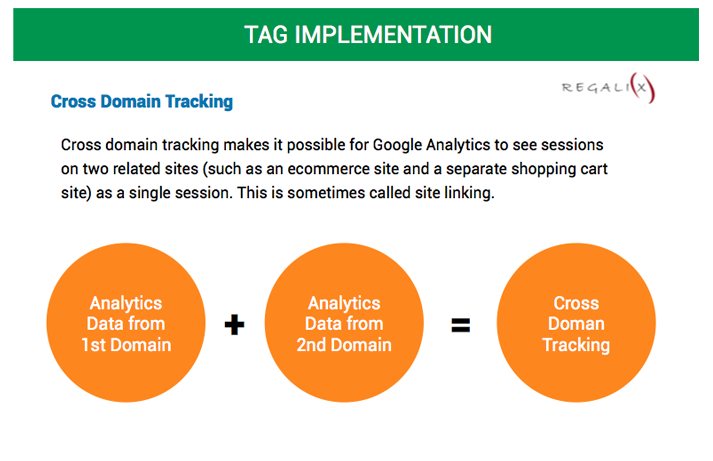 TAG IMPLEMENTATION
REGALI(X)
Cross Domain Tracking
Cross domain tracking makes it possible for Google Analytics to see sessions
on two related sites (such as an ecommerce site and a separate shopping cart
site) as a single session. This is sometimes called site linking.
Analytics
Data from
1st Domain
+
Analytics
Data from
2nd Domain
=
Cross
Doman
Tracking